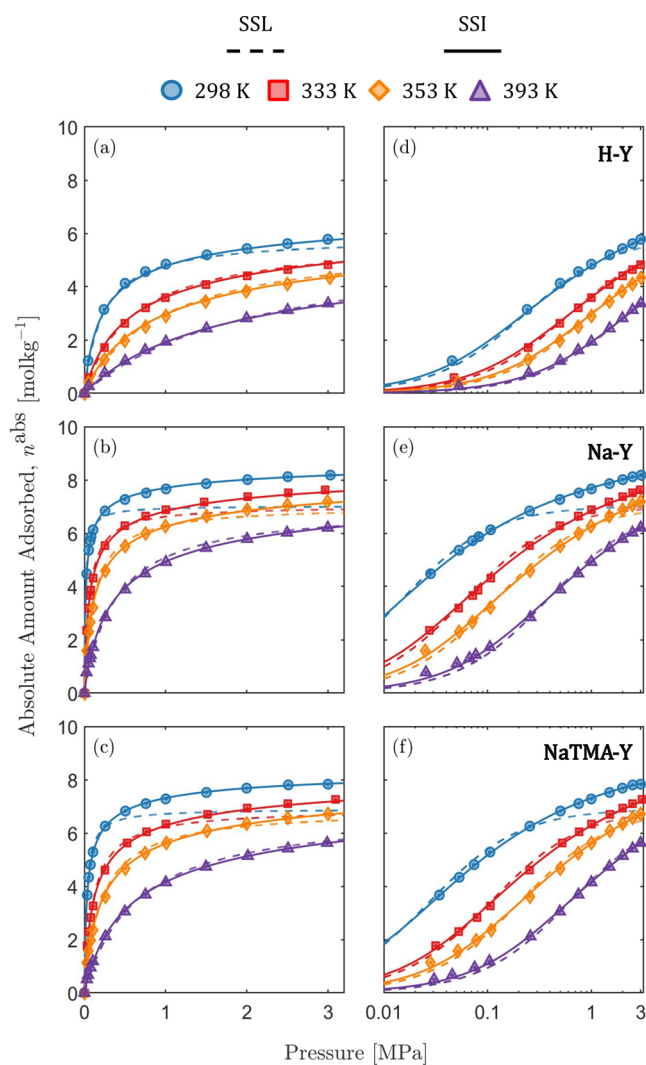 SSL SSI
298 K 333 K 353 K 393 K
Absolute Amount Adsorbed, n^abs [molkg^−1]
10
8
6
4
2
0
(a)
(d)
H-Y
10
8
6
4
2
0
(b)
(e)
Na-Y
10
8
6
4
2
0
(c)
(f)
NaTMA-Y
0 1 2 3
0.01 0.1 1 3
Pressure [MPa]